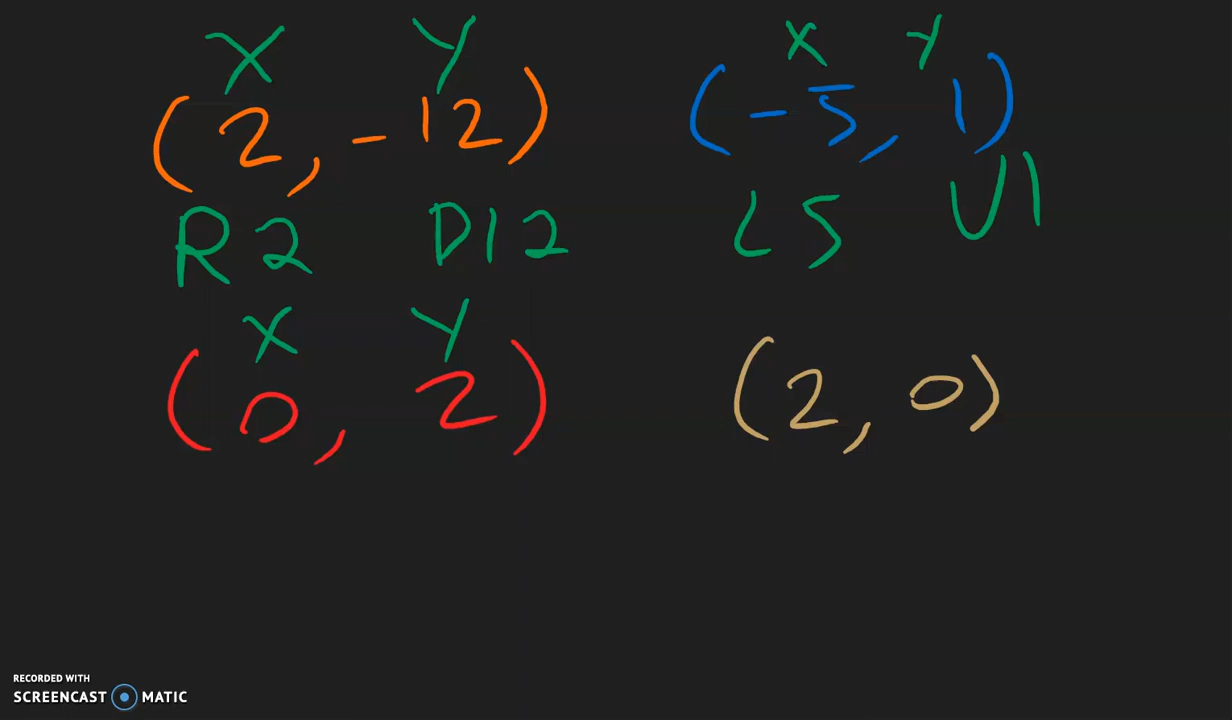 X Y X Y
(2, -12) (-5, 1)
R2 D12 L5 U1
X Y
(0, 2) (2, 0)
RECORDED WITH
SCREENCAST MATIC